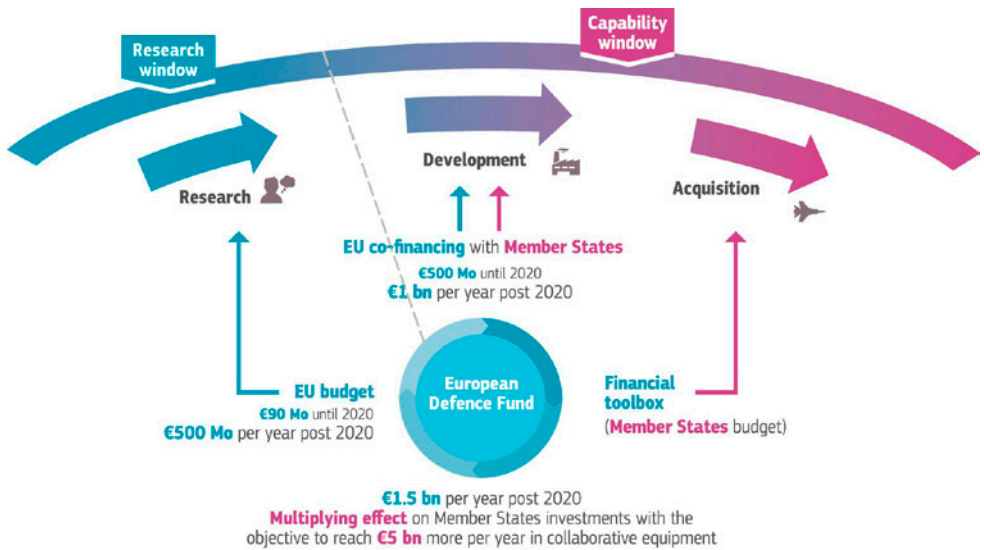 Research
window
Capability
window
Research
Development
Acquisition
EU co-financing with Member States
€500 Mo until 2020
€1 bn per year post 2020
EU budget
€90 Mo until 2020
€500 Mo per year post 2020
European
Defence Fund
Financial
toolbox
(Member States budget)
€1.5 bn per year post 2020
Multiplying effect on Member States investments with the
objective to reach €5 bn more per year in collaborative equipment